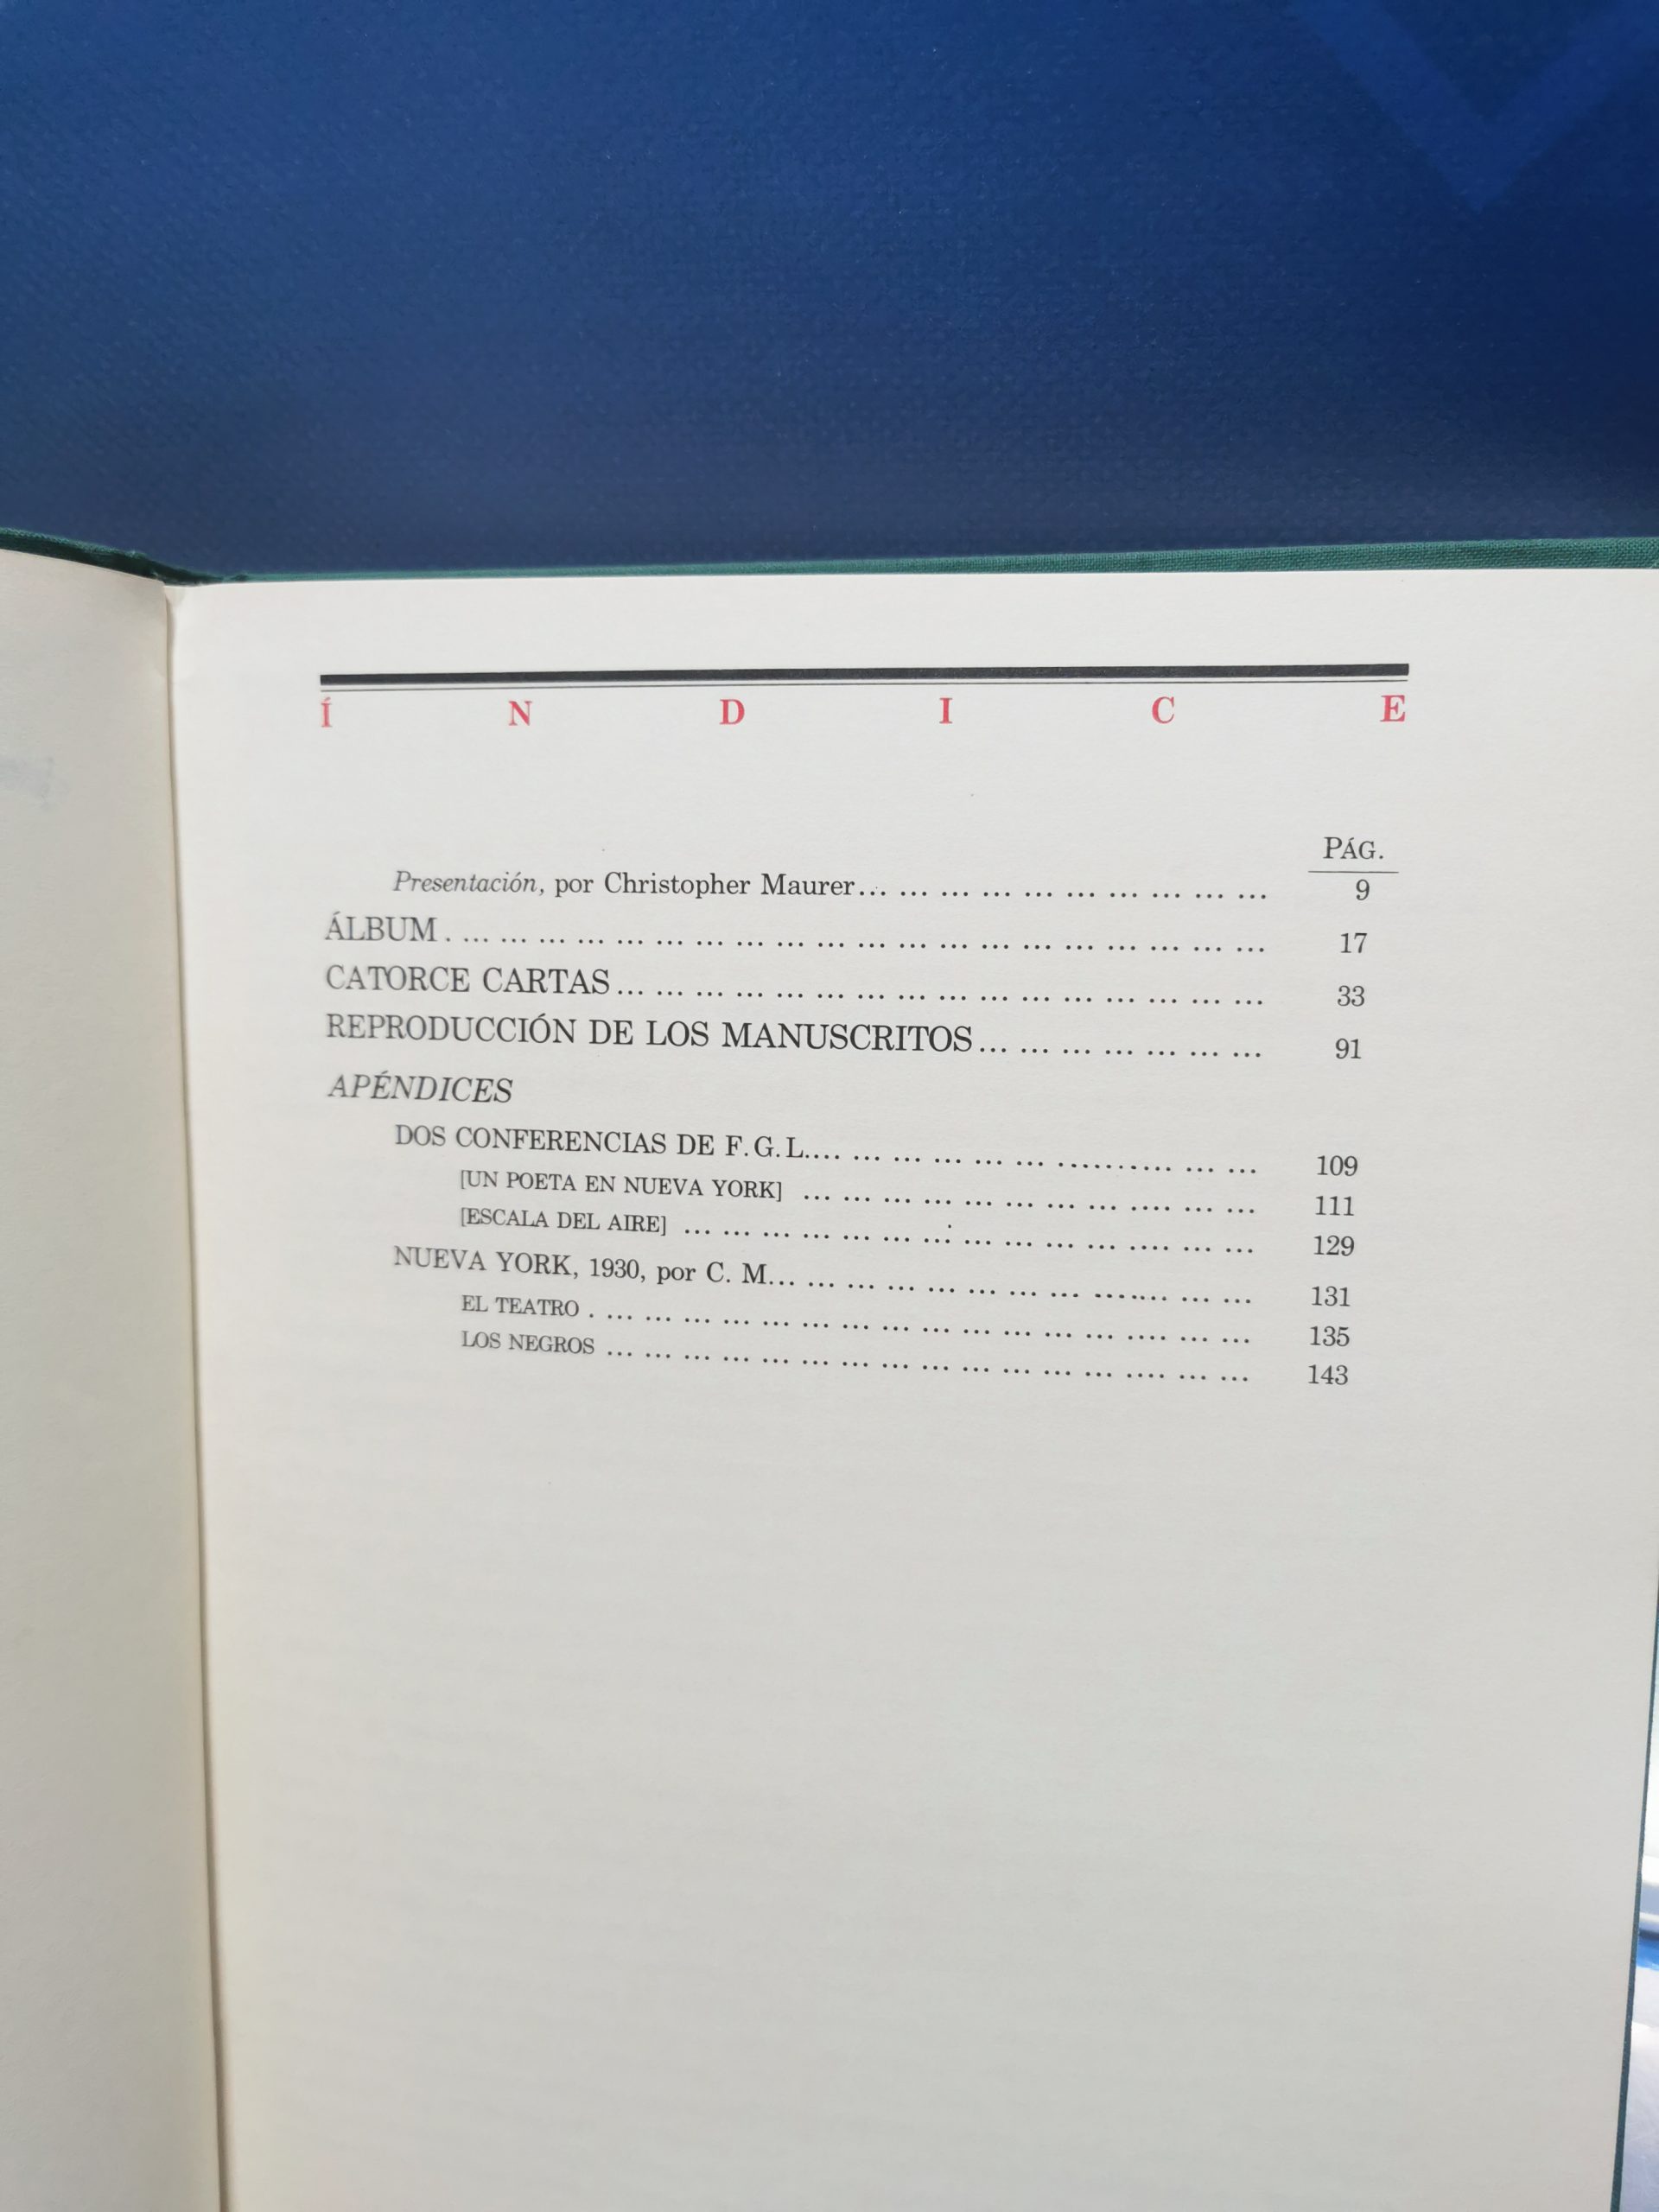 ÍNDICE
PÁG.
Presentación, por Christopher Maurer... ... ... ... ... ... ... ... ... ... 9
ÁLBUM . ... ... ... ... ... ... ... ... ... ... ... ... ... ... ... ... ... ... ... ... 17
CATORCE CARTAS ... ... ... ... ... ... ... ... ... ... ... ... ... ... ... ... 33
REPRODUCCIÓN DE LOS MANUSCRITOS ... ... ... ... ... ... ... 91
APÉNDICES
DOS CONFERENCIAS DE F. G. L.... ... ... ... ... ... .......... ... ... 109
[UN POETA EN NUEVA YORK] ... ... ... ... ... ... ... ... .... ... ... 111
[ESCALA DEL AIRE] ... ... ... ... ... ... ... ... ... ... ... .... ... ... 129
NUEVA YORK, 1930, por C. M... ... ... ... ... ... ... ... ....... ... ... 131
EL TEATRO . ... ... ... ... ... ... ... ... ... ... ... ... ... ... .... ... ... 135
LOS NEGROS ... ... ... ... ... ... ... ... ... ... ... ... ... .... ... ... 143